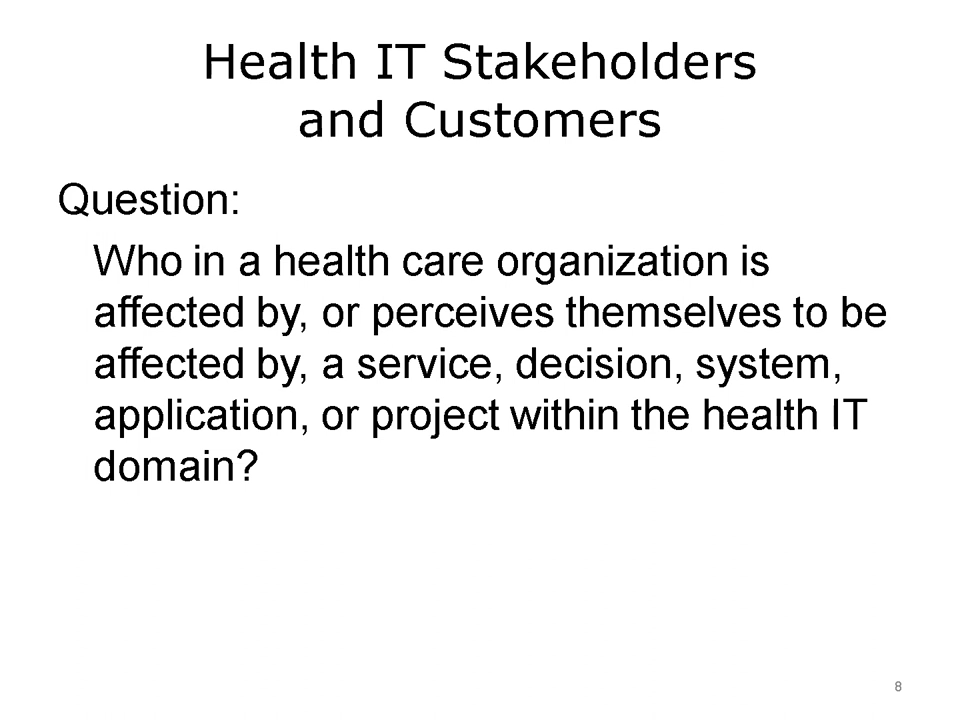 Health IT Stakeholders
and Customers
Question:
Who in a health care organization is
affected by, or perceives themselves to be
affected by, a service, decision, system,
application, or project within the health IT
domain?
8